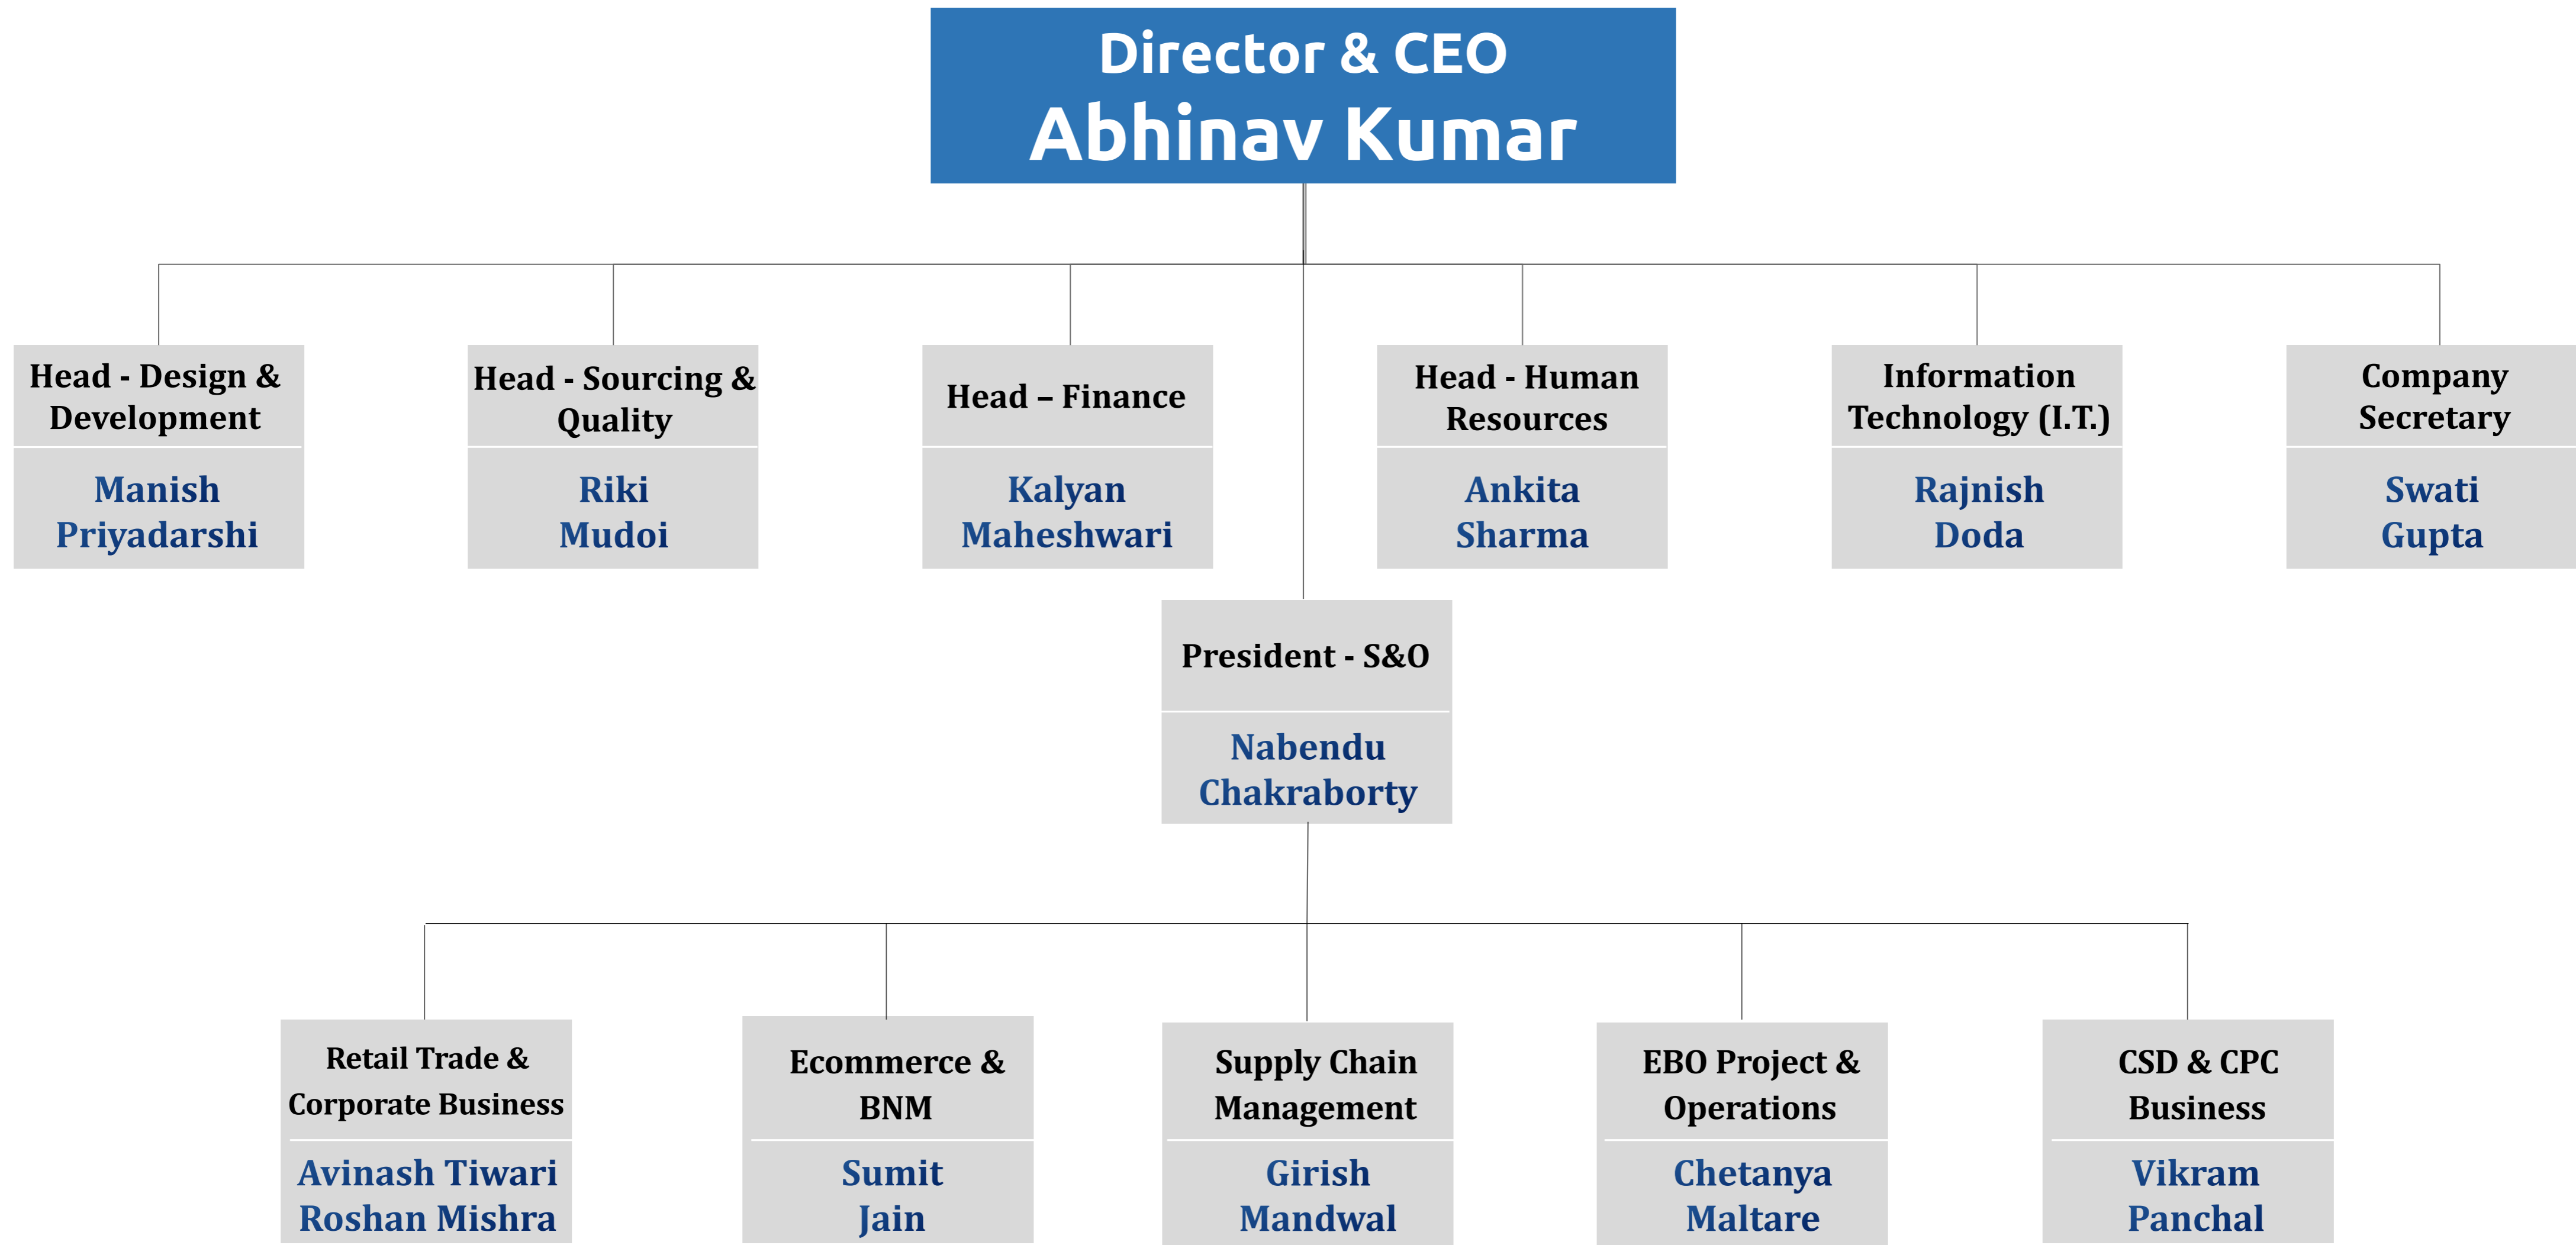 Director & CEO
Abhinav Kumar
Head - Design &
Development
Manish
Priyadarshi
Head - Sourcing &
Quality
Riki
Mudoi
Head – Finance
Kalyan
Maheshwari
Head - Human
Resources
Ankita
Sharma
Information
Technology (I.T.)
Rajnish
Doda
Company
Secretary
Swati
Gupta
President - S&O
Nabendu
Chakraborty
Retail Trade &
Corporate Business
Avinash Tiwari
Roshan Mishra
Ecommerce &
BNM
Sumit
Jain
Supply Chain
Management
Girish
Mandwal
EBO Project &
Operations
Chetanya
Maltare
CSD & CPC
Business
Vikram
Panchal